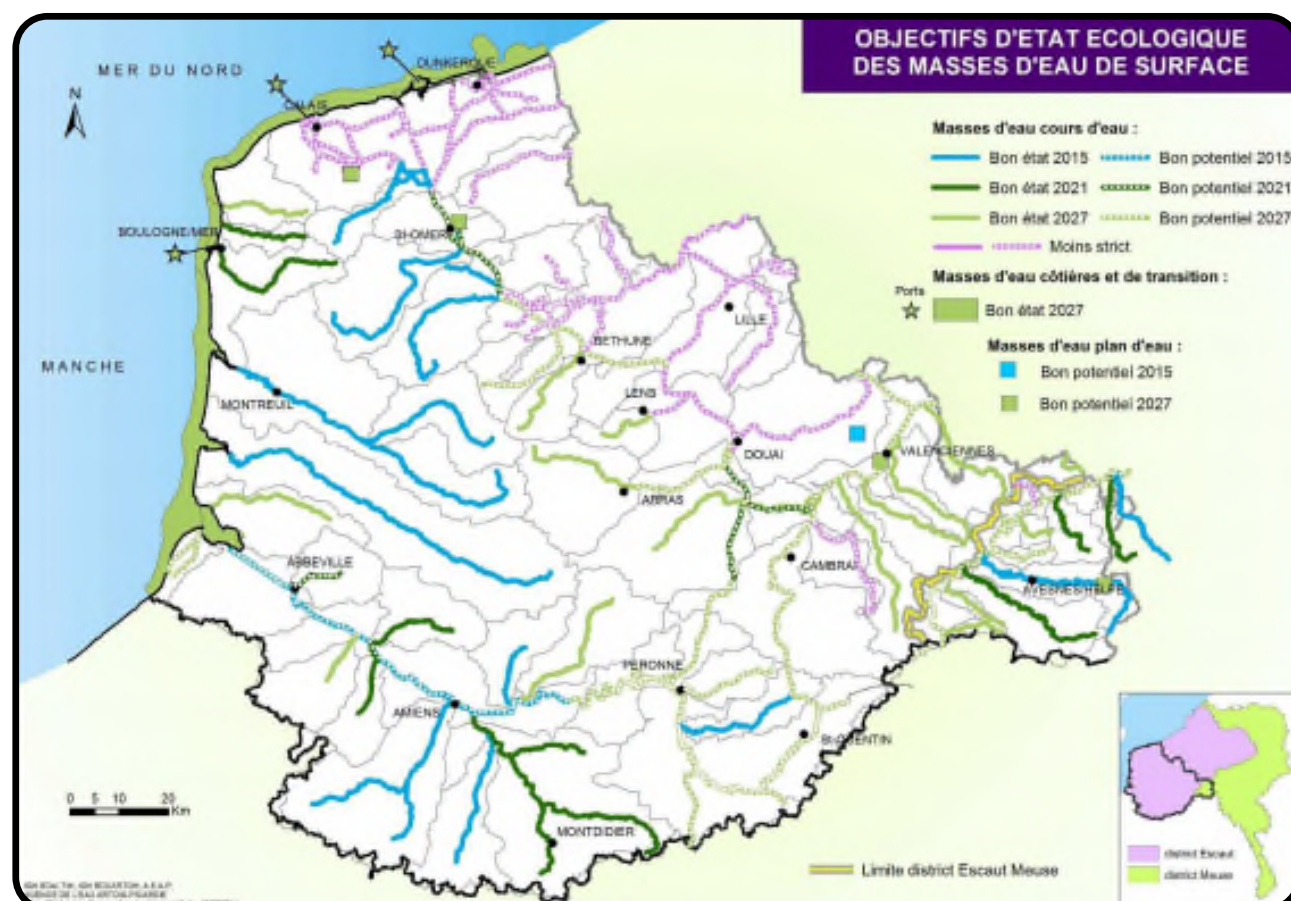 OBJECTIFS D'ETAT ECOLOGIQUE
DES MASSES D'EAU DE SURFACE
MER DU NORD
N
DUNKERQUE
CALAIS
Masses d'eau cours d'eau :
Bon état 2015
Bon potentiel 2015
Bon état 2021
Bon potentiel 2021
Bon état 2027
Bon potentiel 2027
Moins strict
BOULOGNE/MER
St-OMER
Masses d'eau côtières et de transition :
Ports
Bon état 2027
LILLE
BETHUNE
MANCHE
Masses d'eau plan d'eau :
Bon potentiel 2015
Bon potentiel 2027
MONTREUIL
LENS
DOUAI
VALENCIENNES
ARRAS
ABBEVILLE
CAMBRAI
AVESNES/HELPE
PERONNE
AMIENS
St-QUENTIN
0 5 10 20
Km
MONTDIDIER
Limite district Escaut Meuse
district Escaut
district Meuse